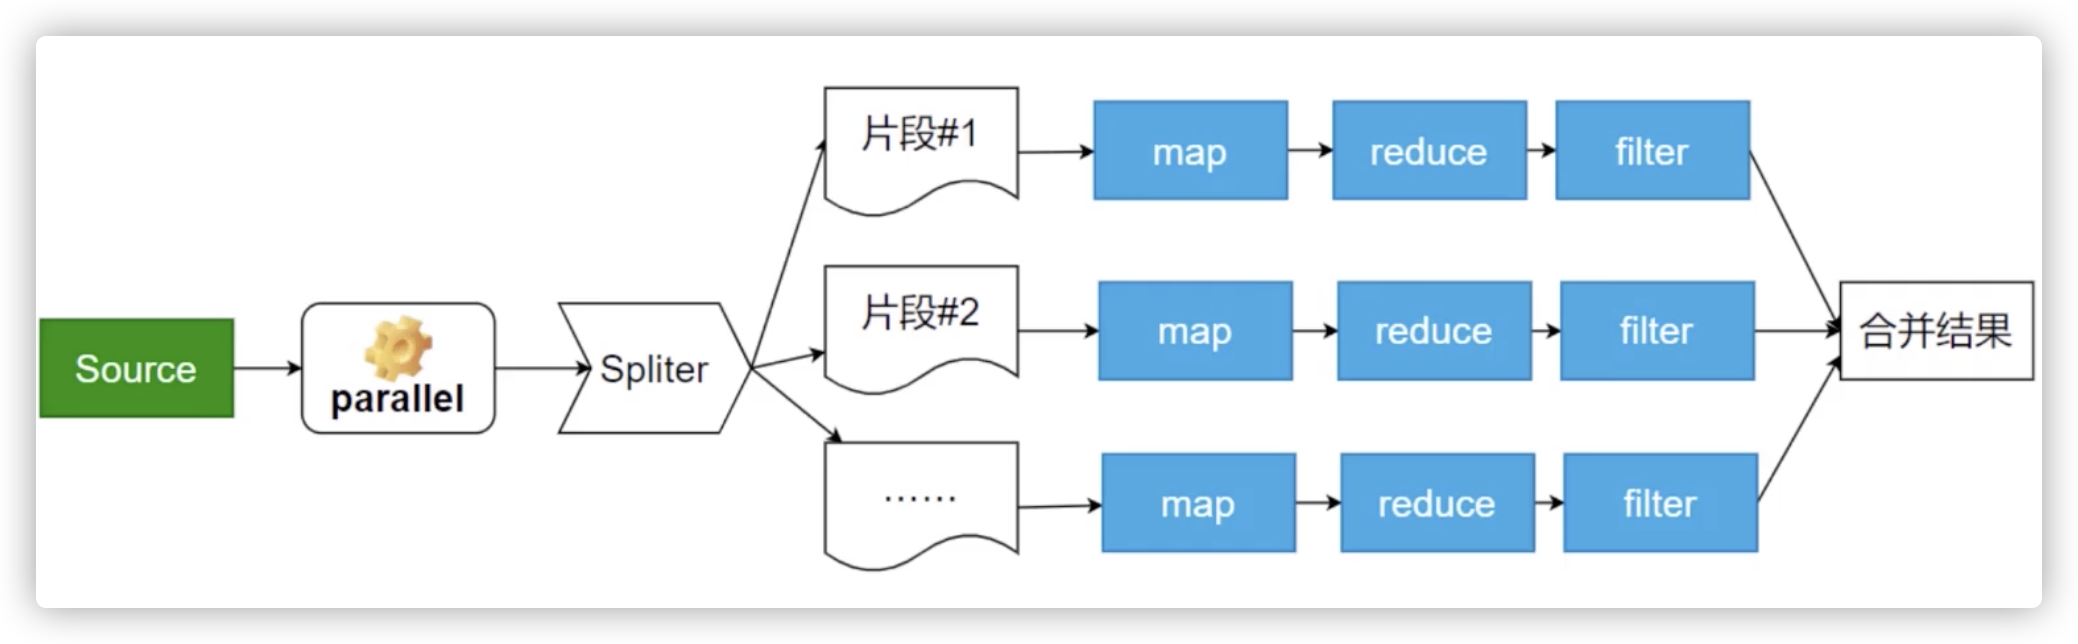 Source
parallel
Spliter
片段#1
map
reduce
filter
片段#2
map
reduce
filter
……
map
reduce
filter
合并结果